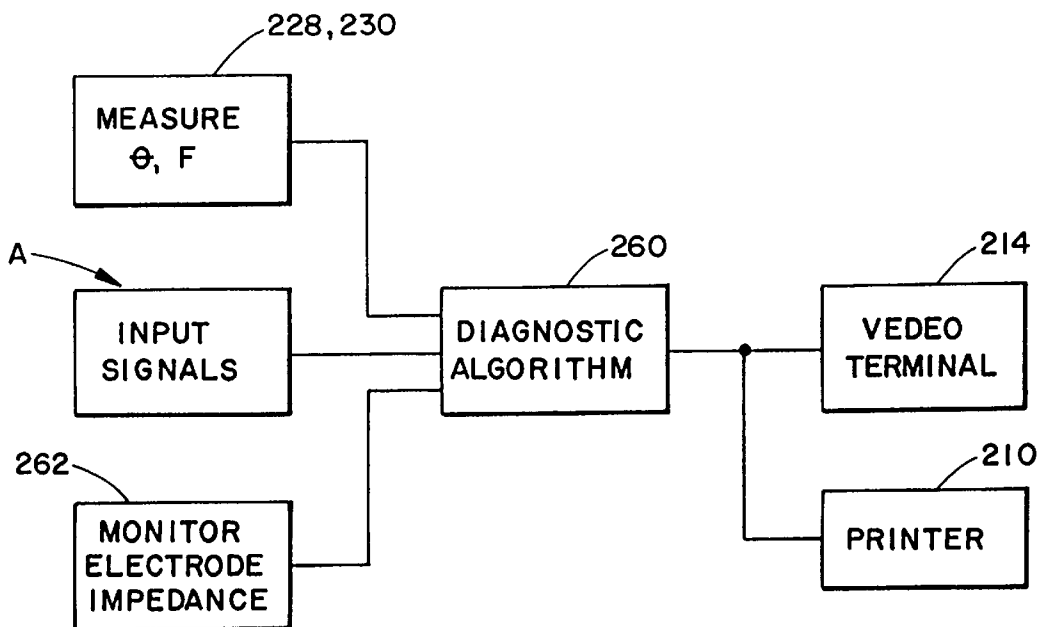 228,230
MEASURE
θ, F
A
INPUT
SIGNALS
262
MONITOR
ELECTRODE
IMPEDANCE
260
DIAGNOSTIC
ALGORITHM
214
VEDEO
TERMINAL
210
PRINTER